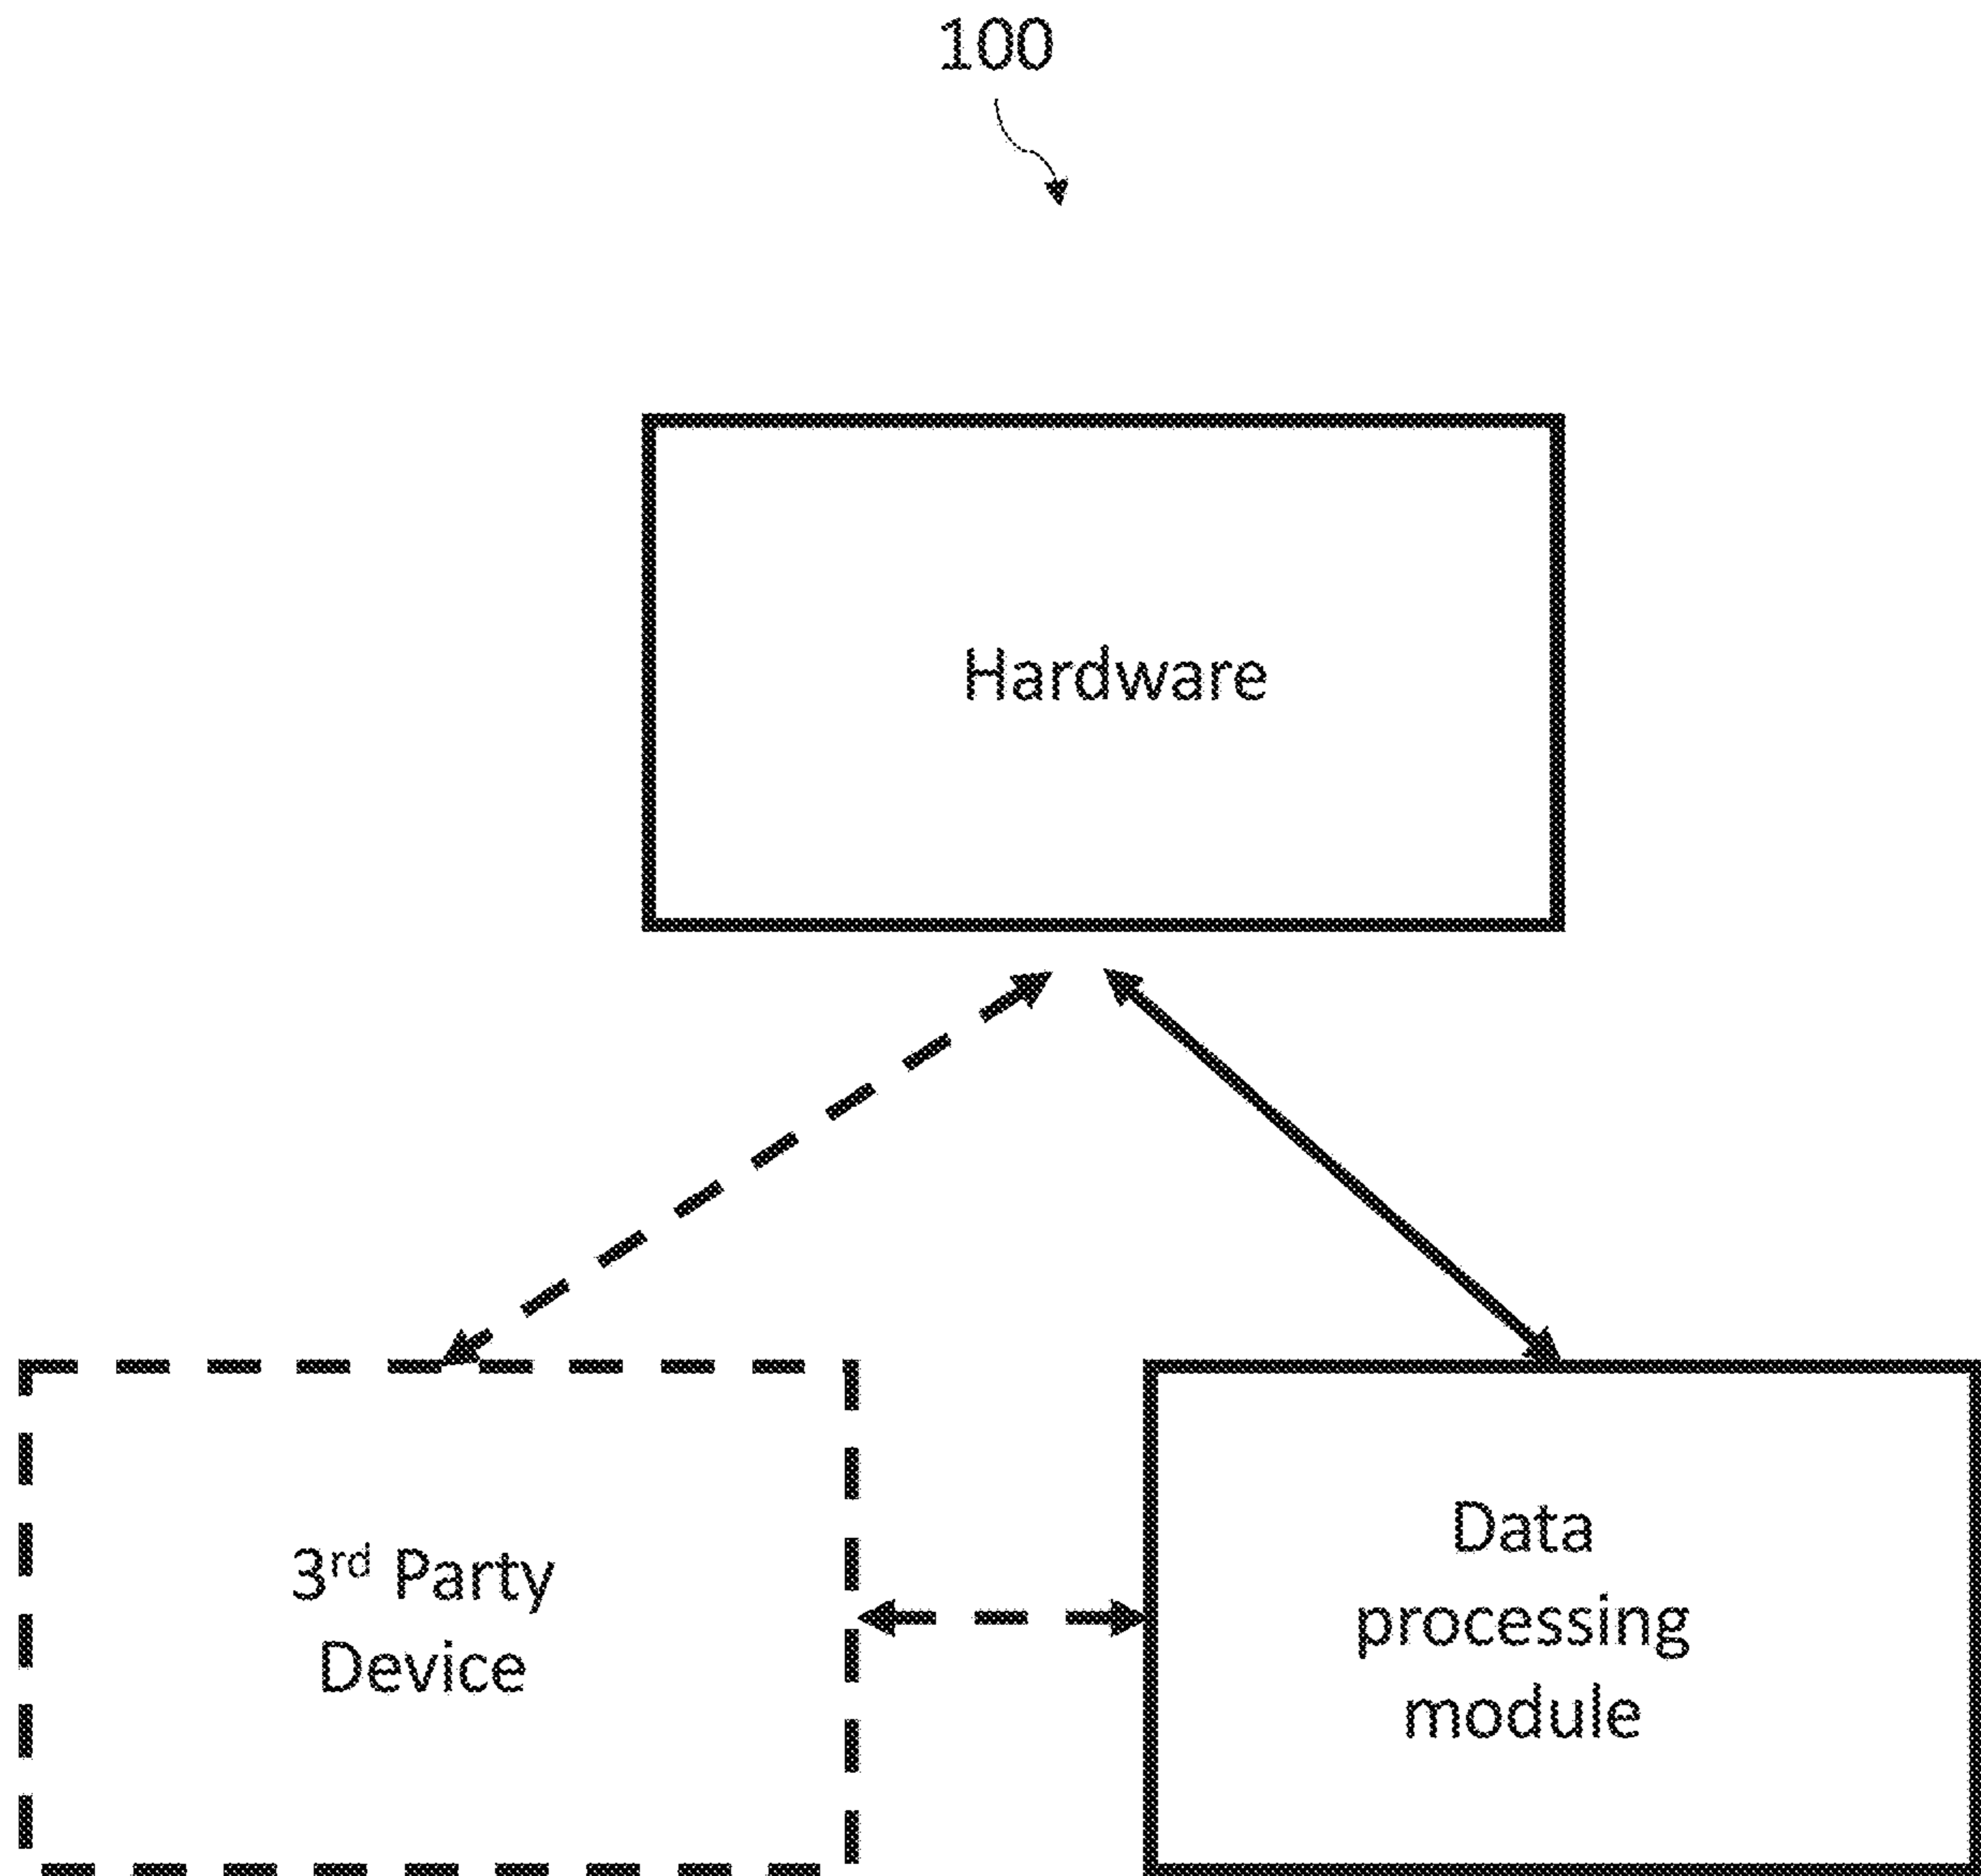 100
Hardware
3rd Party
Device
Data
processing
module